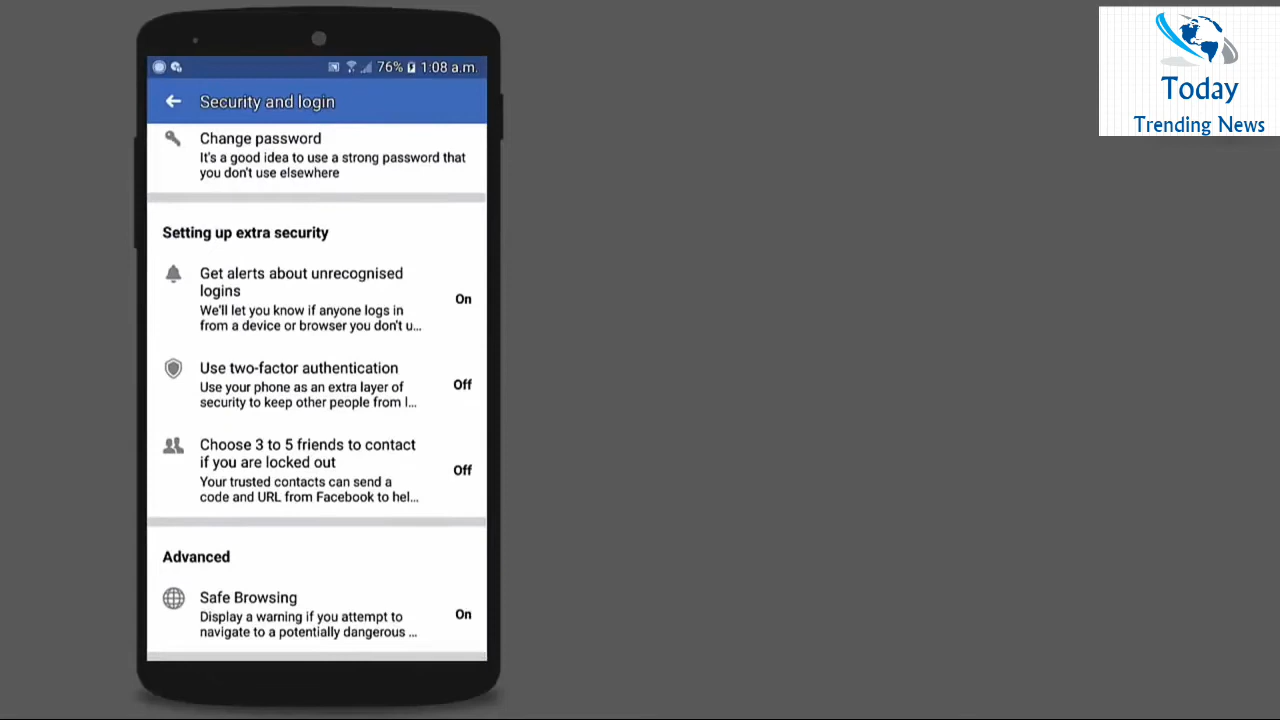 76% 1:08 a.m.
Security and login
Change password
It's a good idea to use a strong password that
you don't use elsewhere
Setting up extra security
Get alerts about unrecognised
logins
On
We'll let you know if anyone logs in
from a device or browser you don't u...
Use two-factor authentication
Off
Use your phone as an extra layer of
security to keep other people from l...
Choose 3 to 5 friends to contact
if you are locked out
Off
Your trusted contacts can send a
code and URL from Facebook to hel...
Advanced
Safe Browsing
On
Display a warning if you attempt to
navigate to a potentially dangerous ...
Today
Trending News